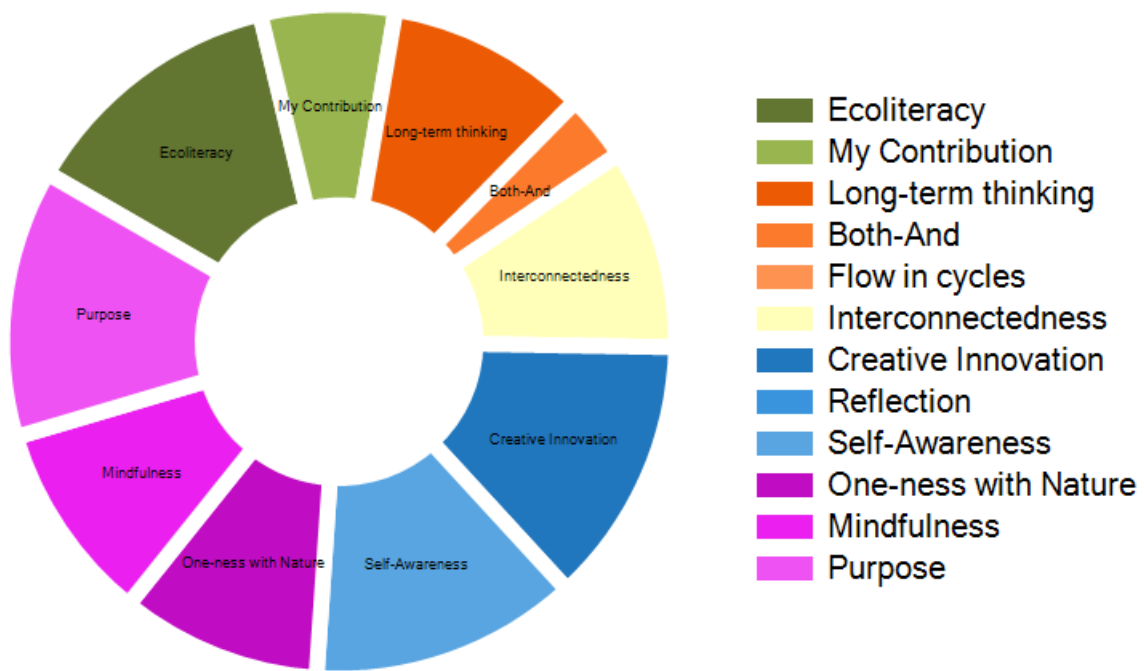 My Contribution
Long-term thinking
Ecoliteracy
Both-And
Interconnectedness
Purpose
Creative Innovation
Mindfulness
One-ness with Nature
Self-Awareness
Ecoliteracy
My Contribution
Long-term thinking
Both-And
Flow in cycles
Interconnectedness
Creative Innovation
Reflection
Self-Awareness
One-ness with Nature
Mindfulness
Purpose